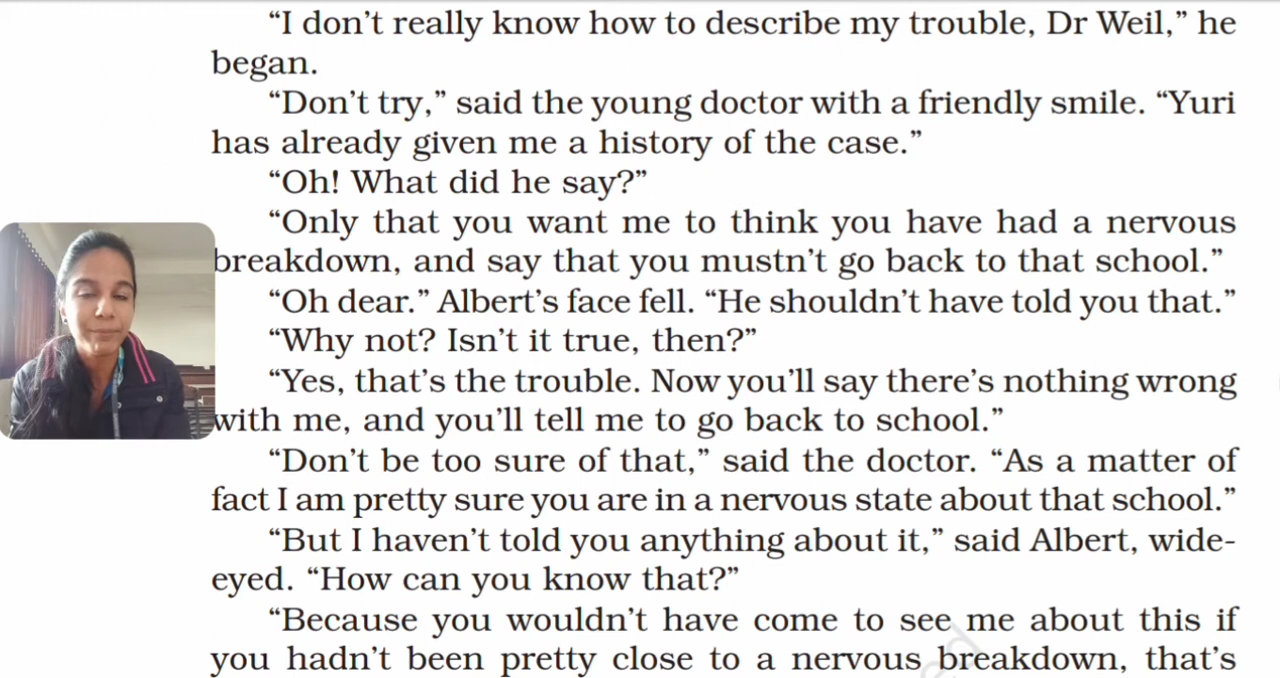 “I don’t really know how to describe my trouble, Dr Weil,” he
began.
“Don’t try,” said the young doctor with a friendly smile. “Yuri
has already given me a history of the case.”
“Oh! What did he say?”
“Only that you want me to think you have had a nervous
breakdown, and say that you mustn’t go back to that school.”
“Oh dear.” Albert’s face fell. “He shouldn’t have told you that.”
“Why not? Isn’t it true, then?”
“Yes, that’s the trouble. Now you’ll say there’s nothing wrong
with me, and you’ll tell me to go back to school.”
“Don’t be too sure of that,” said the doctor. “As a matter of
fact I am pretty sure you are in a nervous state about that school.”
“But I haven’t told you anything about it,” said Albert, wide-
eyed. “How can you know that?”
“Because you wouldn’t have come to see me about this if
you hadn’t been pretty close to a nervous breakdown, that’s